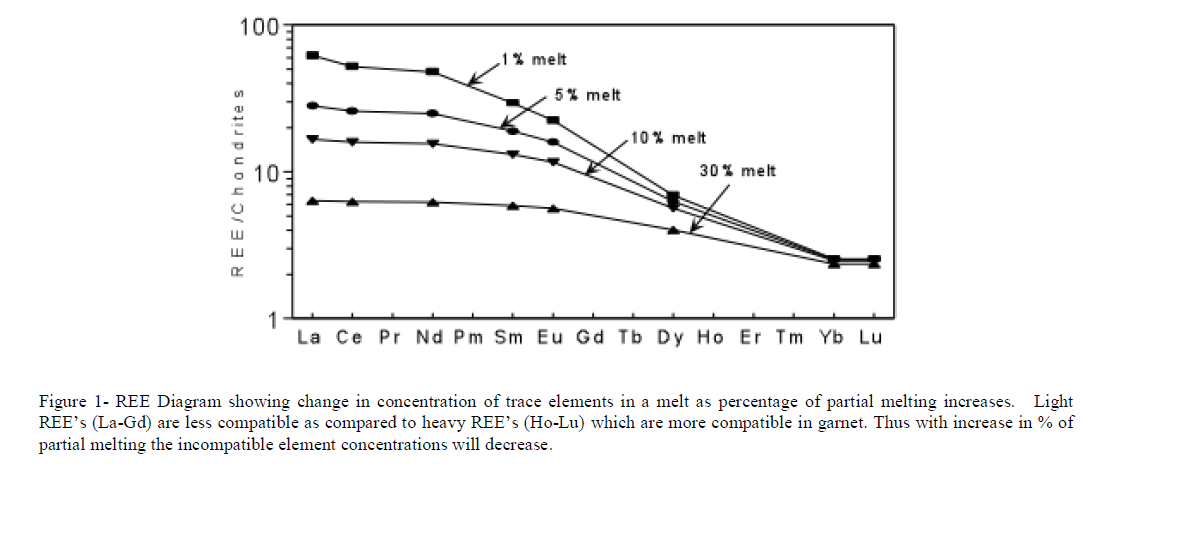 100
1% melt
5% melt
10% melt
30% melt
10
REE/Chondrites
1
La Ce Pr Nd Pm Sm Eu Gd Tb Dy Ho Er Tm Yb Lu
Figure 1- REE Diagram showing change in concentration of trace elements in a melt as percentage of partial melting increases. Light
REE’s (La-Gd) are less compatible as compared to heavy REE’s (Ho-Lu) which are more compatible in garnet. Thus with increase in % of
partial melting the incompatible element concentrations will decrease.